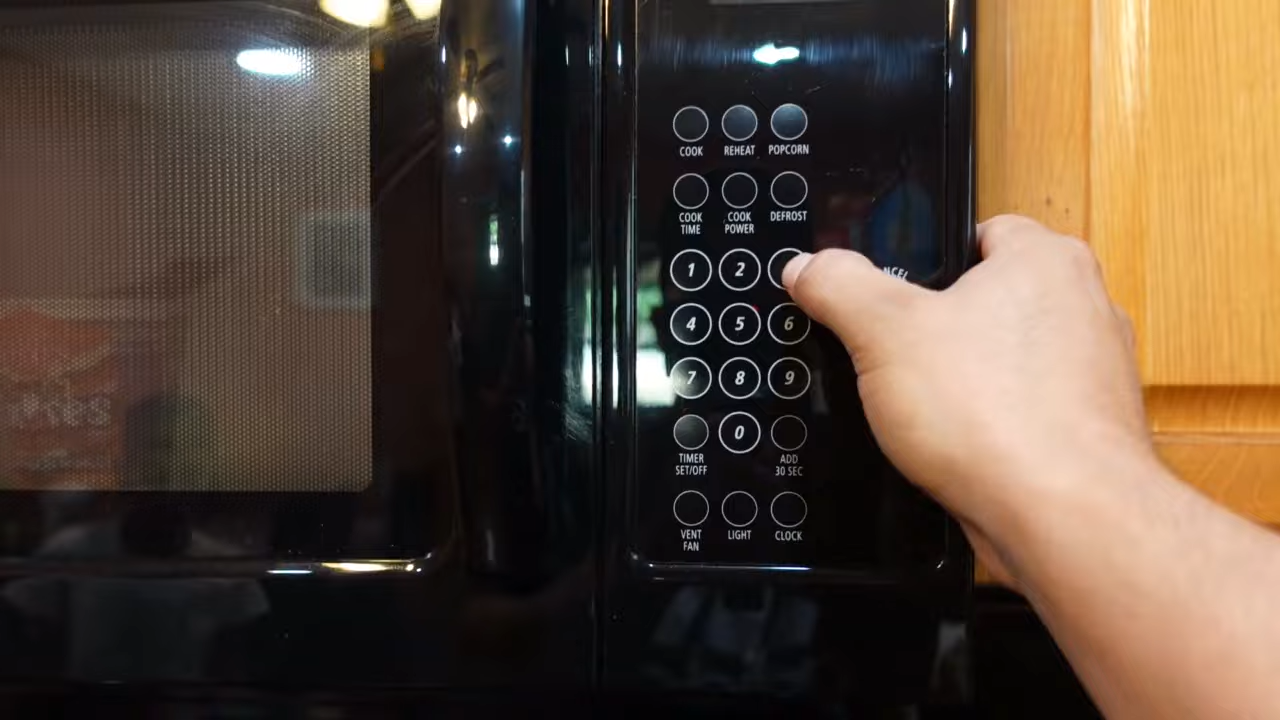 COOK REHEAT POPCORN
COOK TIME COOK POWER DEFROST
1 2
4 5 6
7 8 9
0
TIMER SET/OFF ADD 30 SEC
VENT FAN LIGHT CLOCK